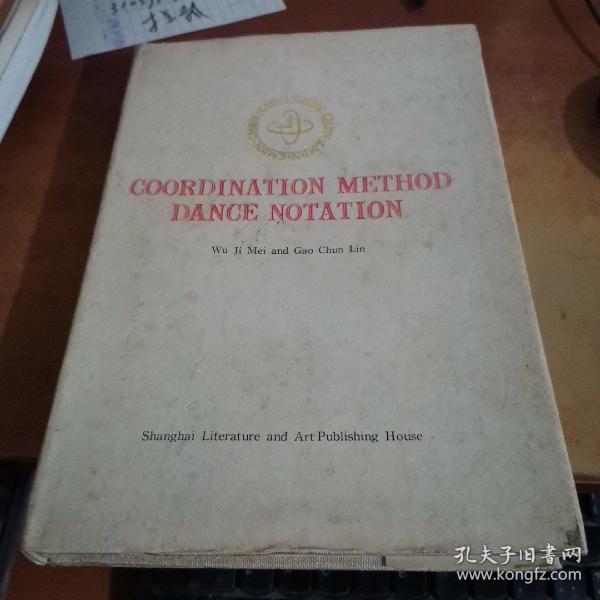 COORDINATION METHOD
DANCE NOTATION
Wu Ji Mei and Gao Chun Lin
Shanghai Literature and Art Publishing House
孔夫子旧书网
www.kongfz.com